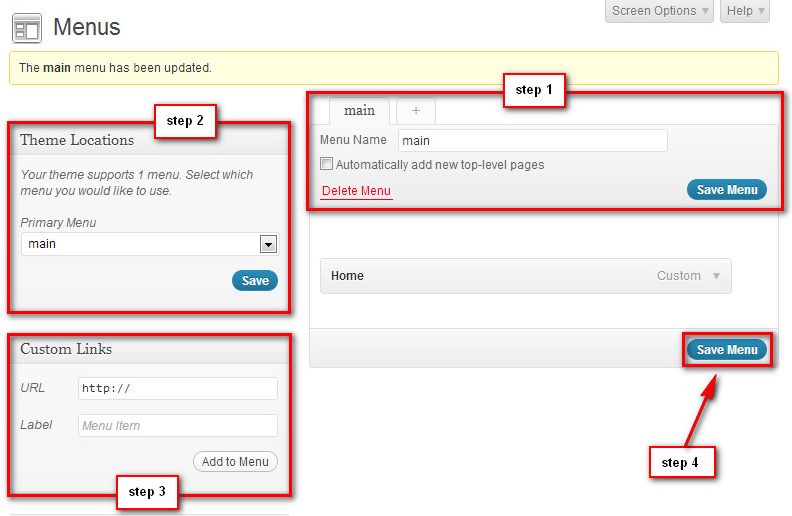 Screen Options
Help
Menus
The main menu has been updated.
step 1
main
+
Menu Name
main
Automatically add new top-level pages
Delete Menu
Save Menu
step 2
Theme Locations
Your theme supports 1 menu. Select which
menu you would like to use.
Primary Menu
main
Save
Home
Custom
Save Menu
Custom Links
URL
http://
Label
Menu Item
Add to Menu
step 3
step 4